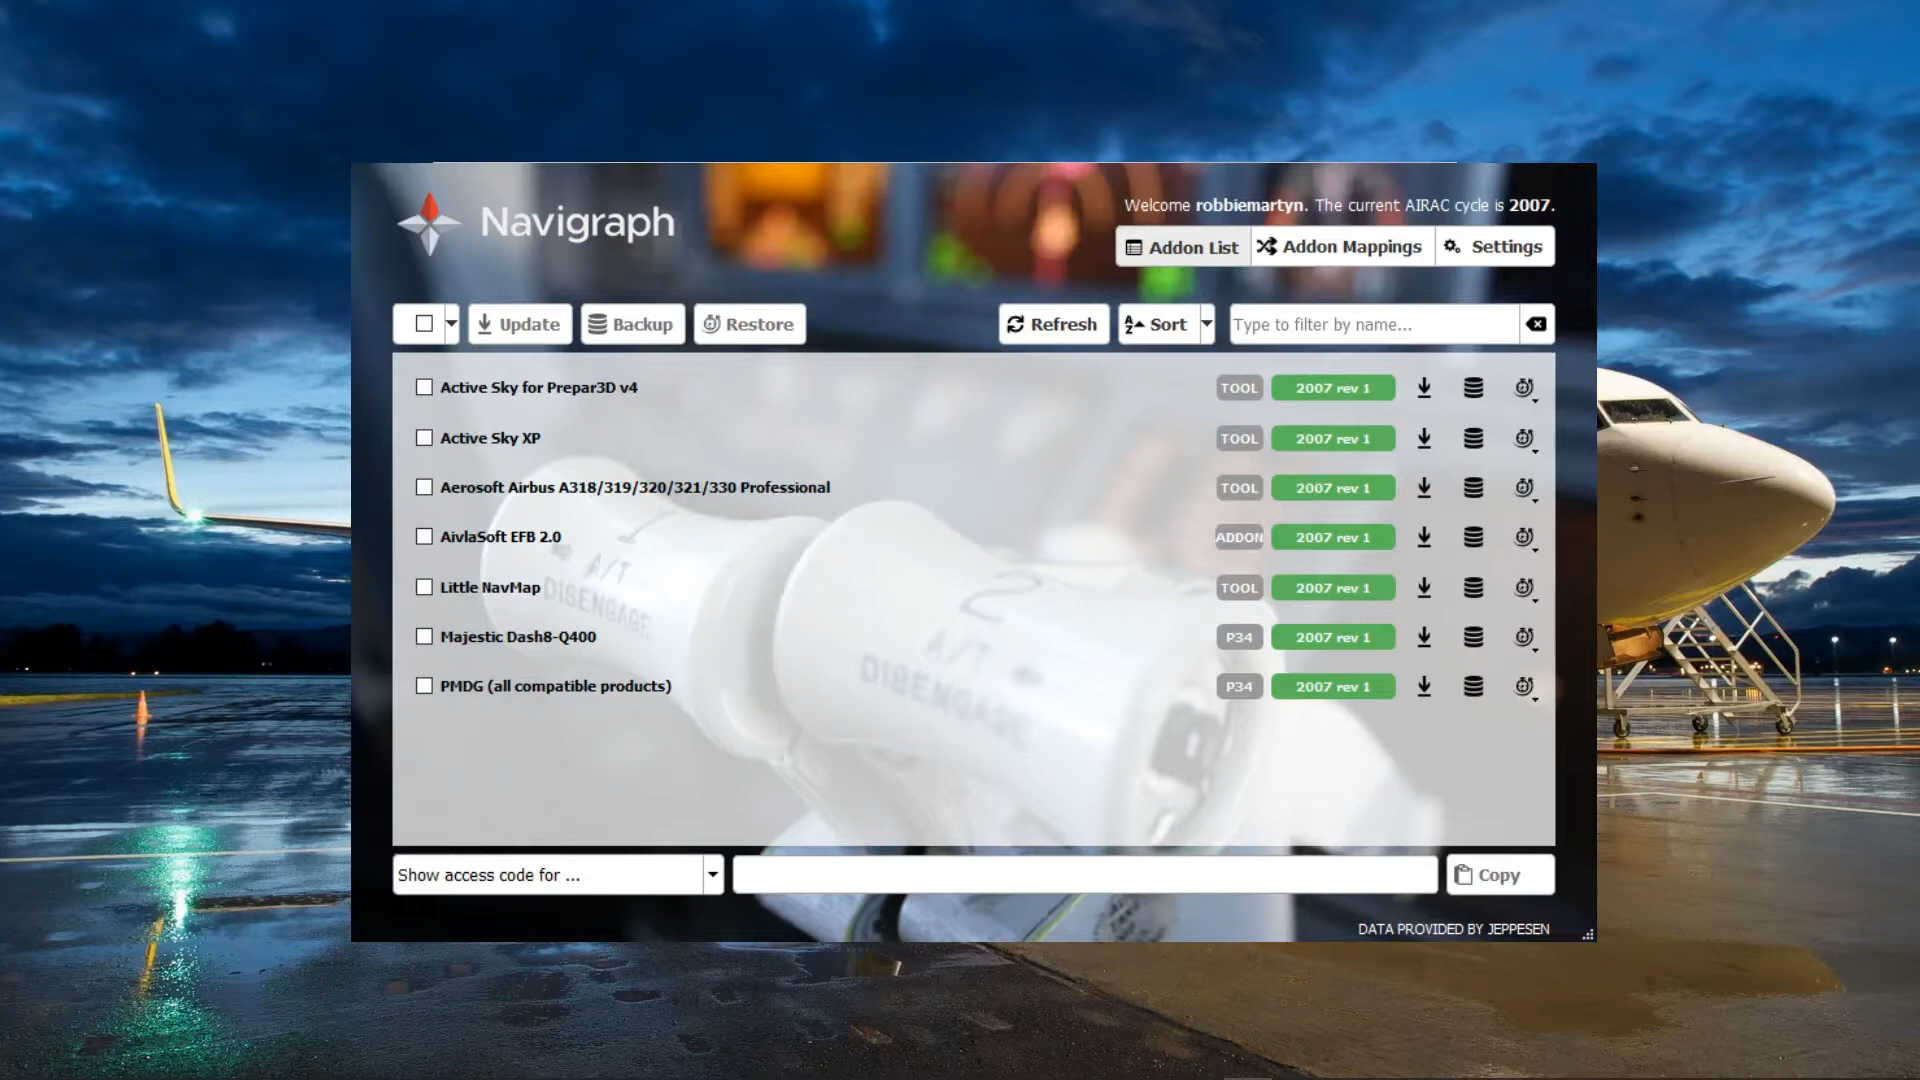 Navigraph
Welcome robbiemartyn. The current AIRAC cycle is 2007.
Addon List Addon Mappings Settings
Update Backup Restore Refresh Sort Type to filter by name...
Active Sky for Prepar3D v4 TOOL 2007 rev 1
Active Sky XP TOOL 2007 rev 1
Aerosoft Airbus A318/319/320/321/330 Professional TOOL 2007 rev 1
AivlaSoft EFB 2.0 ADDON 2007 rev 1
Little NavMap TOOL 2007 rev 1
Majestic Dash8-Q400 P34 2007 rev 1
PMDG (all compatible products) P34 2007 rev 1
1
A/T
DISENGAGE
2
A/T
DISENGAGE
Show access code for ... Copy
DATA PROVIDED BY JEPPESEN